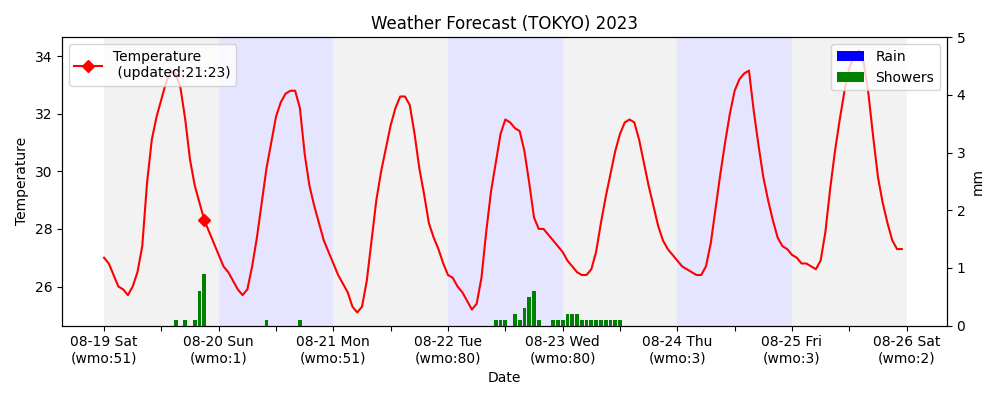 Weather Forecast (TOKYO) 2023
Temperature
(updated:21:23)
Rain
Showers
34
32
30
28
26
Temperature
5
4
3
2
1
0
mm
08-19 Sat
(wmo:51)
08-20 Sun
(wmo:1)
08-21 Mon
(wmo:51)
08-22 Tue
(wmo:80)
08-23 Wed
(wmo:80)
08-24 Thu
(wmo:3)
08-25 Fri
(wmo:3)
08-26 Sat
(wmo:2)
Date